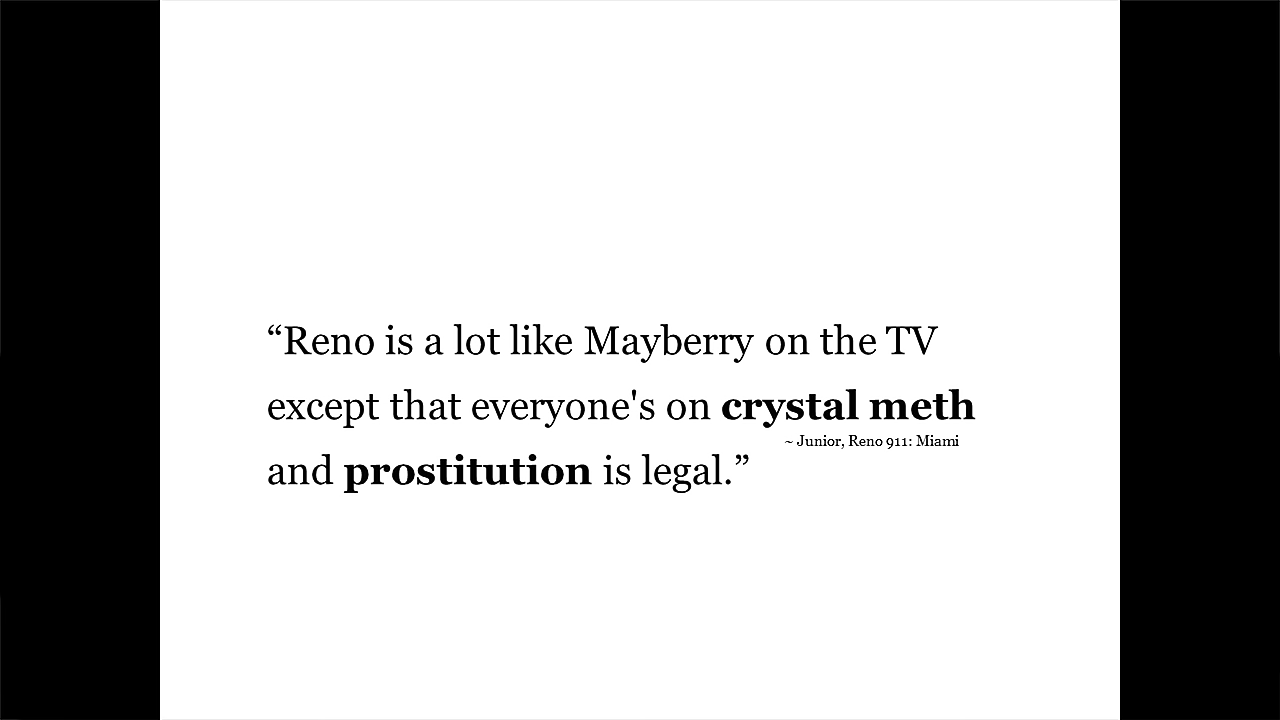 “Reno is a lot like Mayberry on the TV
except that everyone's on crystal meth
~ Junior, Reno 911: Miami
and prostitution is legal.”